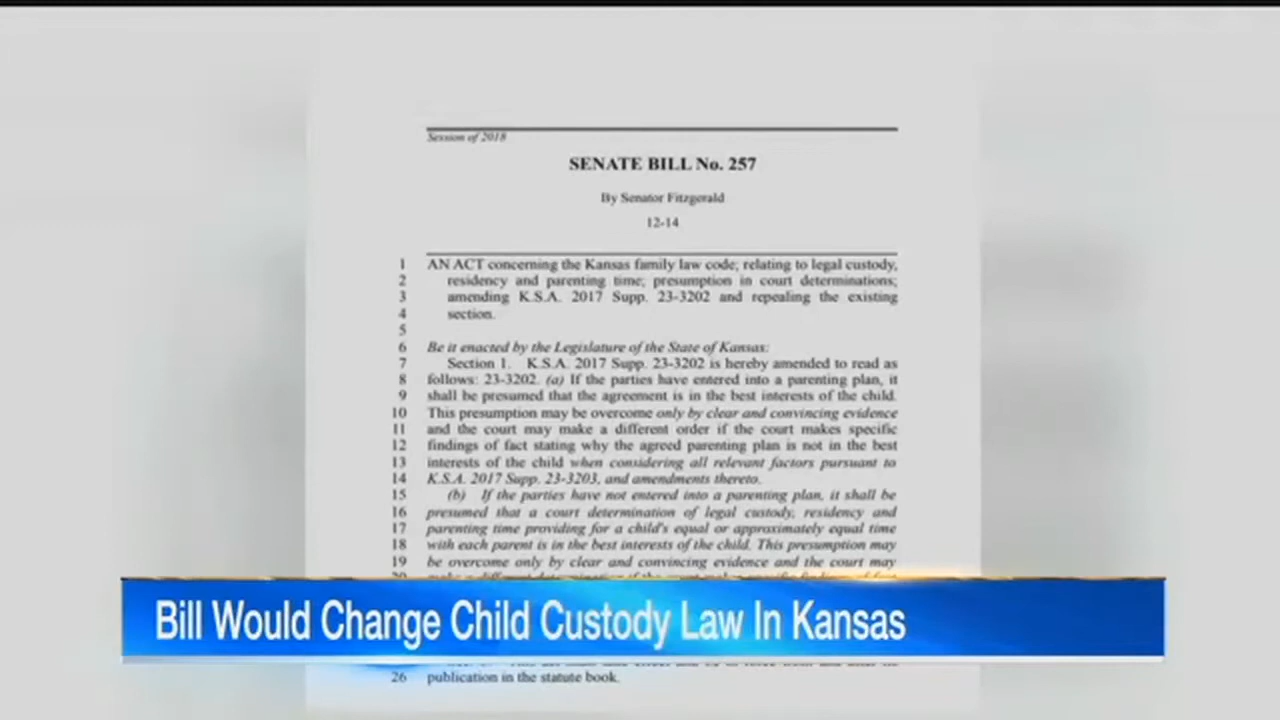 Session of 2018
SENATE BILL No. 257
By Senator Fitzgerald
12-14
1 AN ACT concerning the Kansas family law code; relating to legal custody,
2 residency and parenting time; presumption in court determinations;
3 amending K.S.A. 2017 Supp. 23-3202 and repealing the existing
4 section.
5
6 Be it enacted by the Legislature of the State of Kansas:
7 Section 1. K.S.A. 2017 Supp. 23-3202 is hereby amended to read as
8 follows: 23-3202. (a) If the parties have entered into a parenting plan, it
9 shall be presumed that the agreement is in the best interests of the child.
10 This presumption may be overcome only by clear and convincing evidence
11 and the court may make a different order if the court makes specific
12 findings of fact stating why the agreed parenting plan is not in the best
13 interests of the child when considering all relevant factors pursuant to
14 K.S.A. 2017 Supp. 23-3203, and amendments thereto.
15 (b) If the parties have not entered into a parenting plan, it shall be
16 presumed that a court determination of legal custody, residency and
17 parenting time providing for a child's equal or approximately equal time
18 with each parent is in the best interests of the child. This presumption may
19 be overcome only by clear and convincing evidence and the court may
Bill Would Change Child Custody Law In Kansas
26 publication in the statute book.